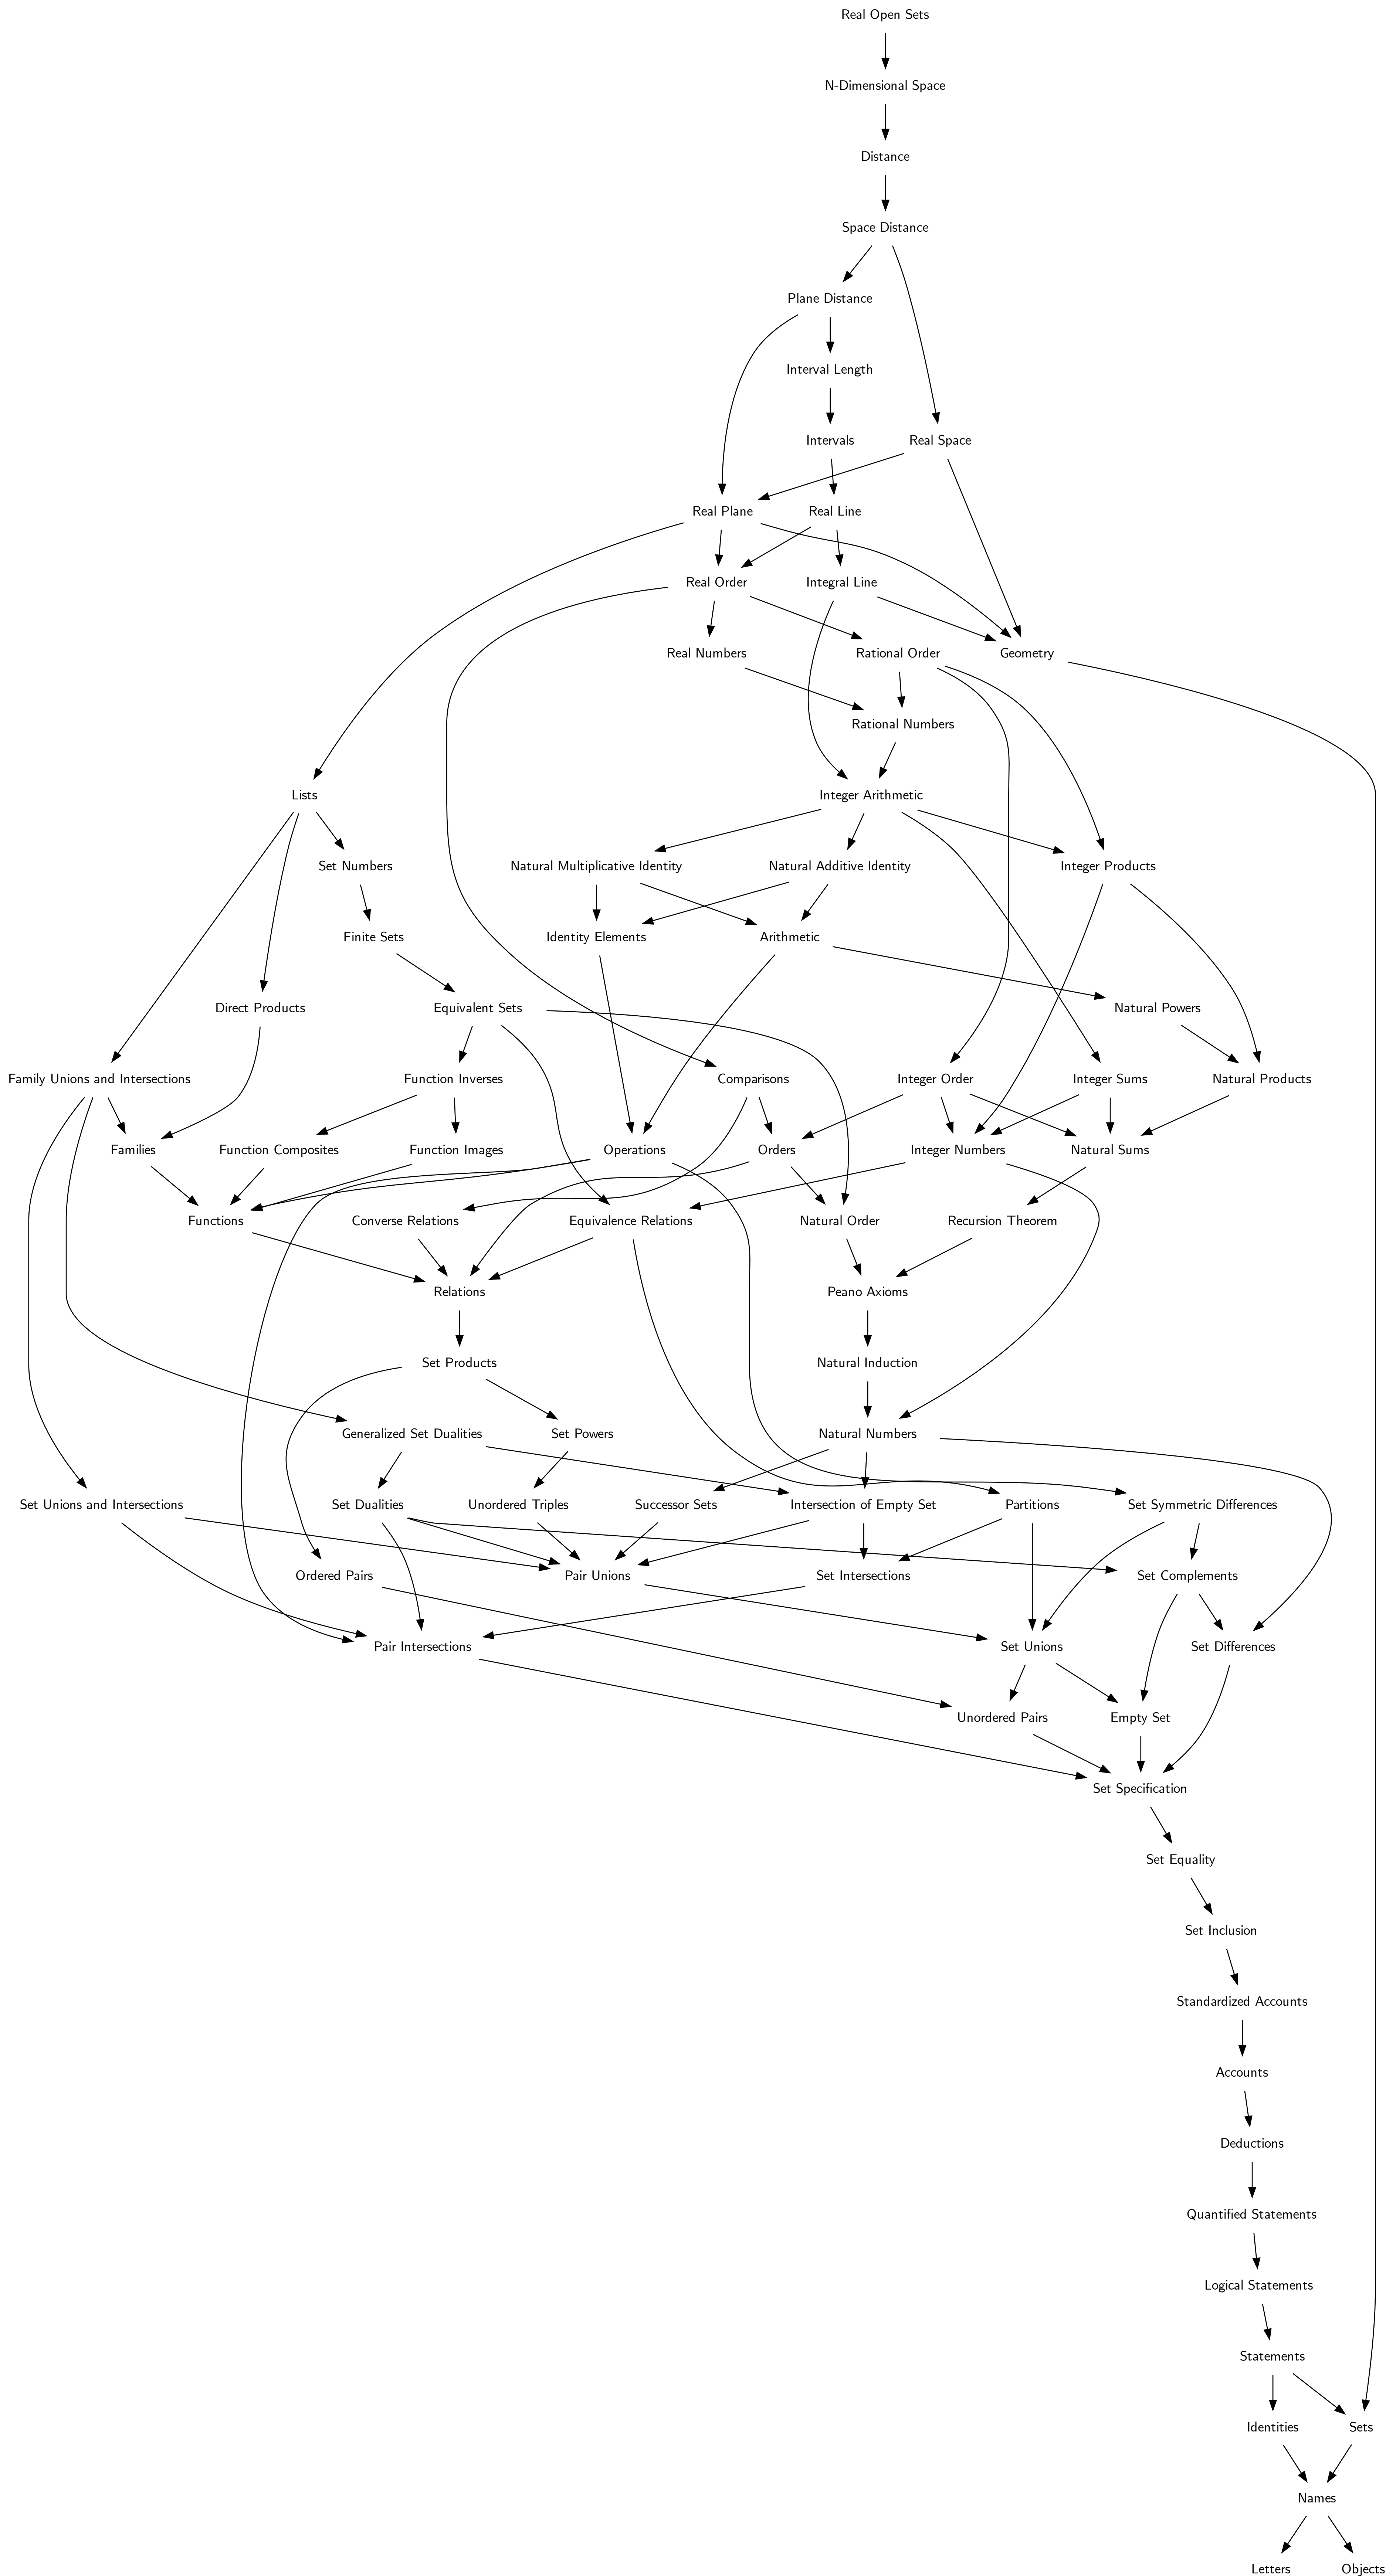 Real Open Sets
N-Dimensional Space
Distance
Space Distance
Plane Distance
Interval Length
Intervals
Real Space
Real Plane
Real Line
Real Order
Integral Line
Real Numbers
Rational Order
Geometry
Rational Numbers
Lists
Integer Arithmetic
Set Numbers
Natural Multiplicative Identity
Natural Additive Identity
Integer Products
Finite Sets
Identity Elements
Arithmetic
Direct Products
Equivalent Sets
Natural Powers
Family Unions and Intersections
Function Inverses
Comparisons
Integer Order
Integer Sums
Natural Products
Families
Function Composites
Function Images
Operations
Orders
Integer Numbers
Natural Sums
Functions
Converse Relations
Equivalence Relations
Natural Order
Recursion Theorem
Relations
Peano Axioms
Set Products
Natural Induction
Generalized Set Dualities
Set Powers
Natural Numbers
Set Unions and Intersections
Set Dualities
Unordered Triples
Successor Sets
Intersection of Empty Set
Partitions
Set Symmetric Differences
Ordered Pairs
Pair Unions
Set Intersections
Set Complements
Pair Intersections
Set Unions
Set Differences
Unordered Pairs
Empty Set
Set Specification
Set Equality
Set Inclusion
Standardized Accounts
Accounts
Deductions
Quantified Statements
Logical Statements
Statements
Identities
Sets
Names
Letters
Objects